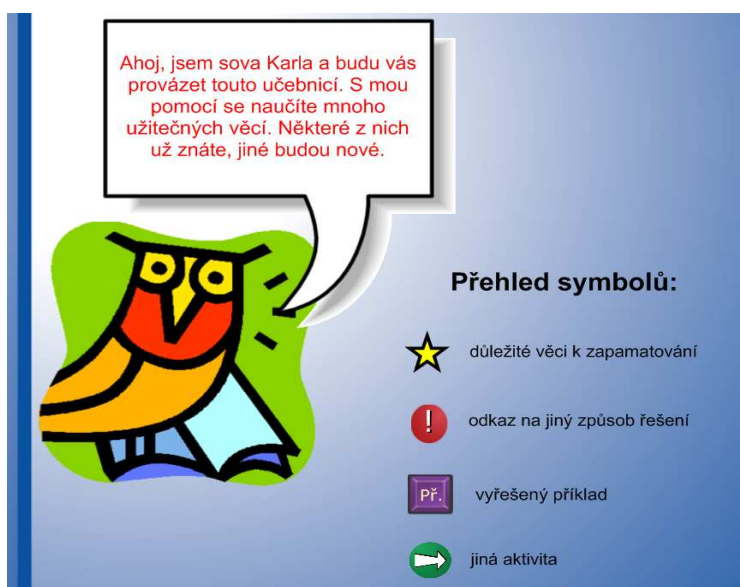 Ahoj, jsem sova Karla a budu vás
provázet touto učebnicí. S mou
pomocí se naučíte mnoho
užitečných věcí. Některé z nich
už znáte, jiné budou nové.
Přehled symbolů:
důležité věci k zapamatování
!
odkaz na jiný způsob řešení
Př.
vyřešený příklad
jiná aktivita